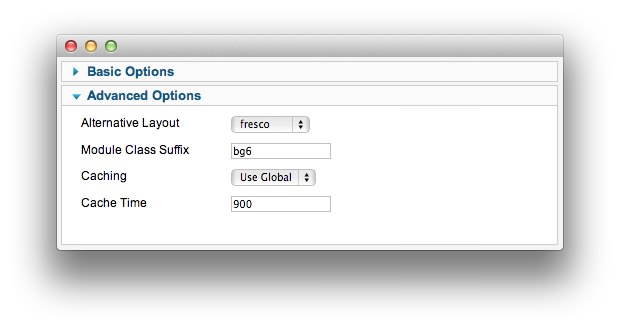 Basic Options
Advanced Options
Alternative Layout fresco
Module Class Suffix bg6
Caching Use Global
Cache Time 900